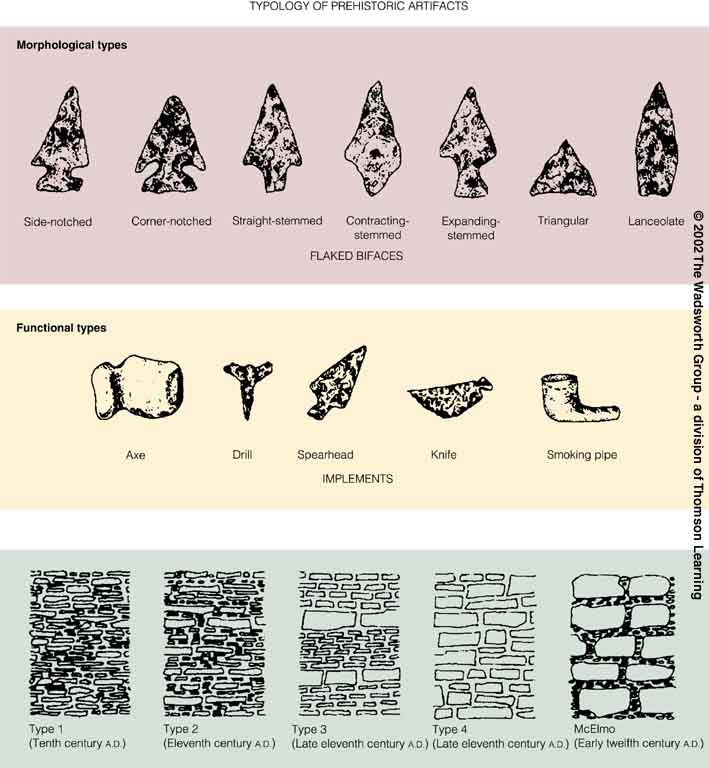 TYPOLOGY OF PREHISTORIC ARTIFACTS
Morphological types
Side-notched
Corner-notched
Straight-stemmed
Contracting-
stemmed
Expanding-
stemmed
Triangular
Lanceolate
FLAKED BIFACES
Functional types
Axe
Drill
Spearhead
Knife
Smoking pipe
IMPLEMENTS
Type 1
(Tenth century A.D.)
Type 2
(Eleventh century A.D.)
Type 3
(Late eleventh century A.D.)
Type 4
(Late eleventh century A.D.)
McElmo
(Early twelfth century A.D.)
© 2002 The Wadsworth Group - a division of Thomson Learning